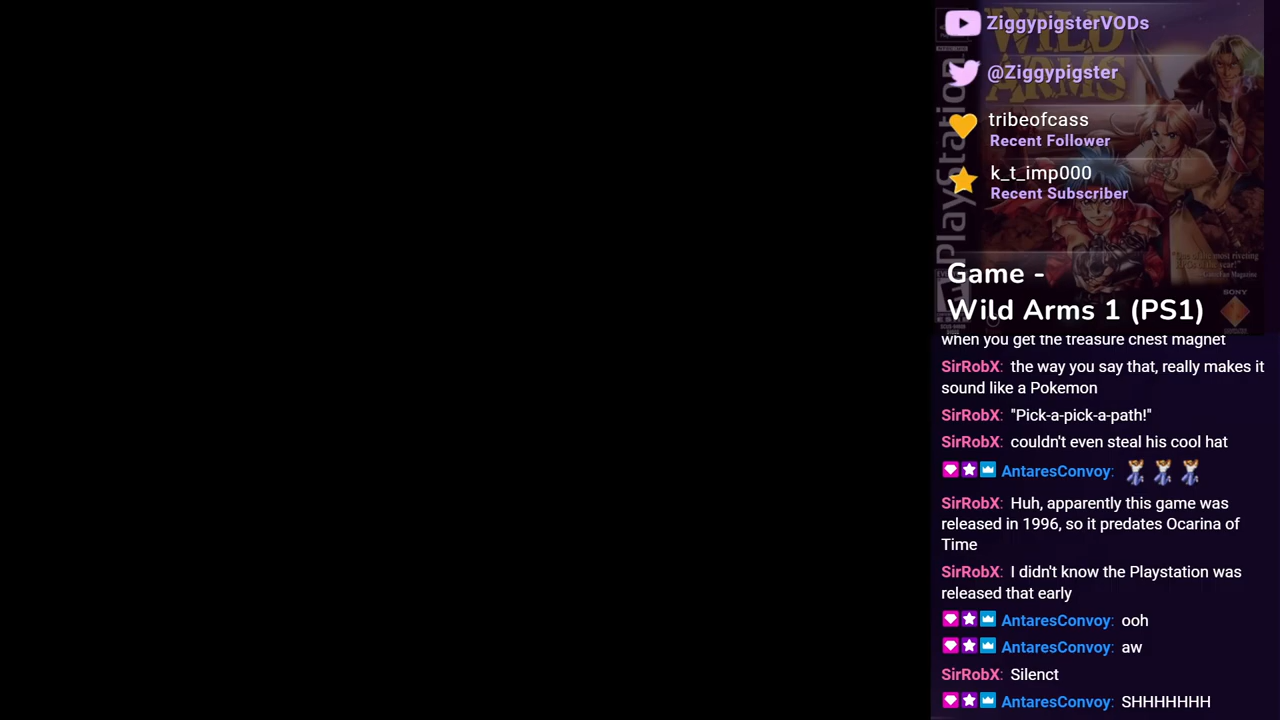 ZiggypigsterVODs
WILD
ARMS
@Ziggypigster
PlayStation
tribeofcass
Recent Follower
k_t_imp000
Recent Subscriber
Game -
Wild Arms 1 (PS1)
SONY
when you get the treasure chest magnet
SirRobX: the way you say that, really makes it
sound like a Pokemon
SirRobX: "Pick-a-pick-a-path!"
SirRobX: couldn't even steal his cool hat
AntaresConvoy:
SirRobX: Huh, apparently this game was
released in 1996, so it predates Ocarina of
Time
SirRobX: I didn't know the Playstation was
released that early
AntaresConvoy: ooh
AntaresConvoy: aw
SirRobX: Silenct
AntaresConvoy: SHHHHHHH